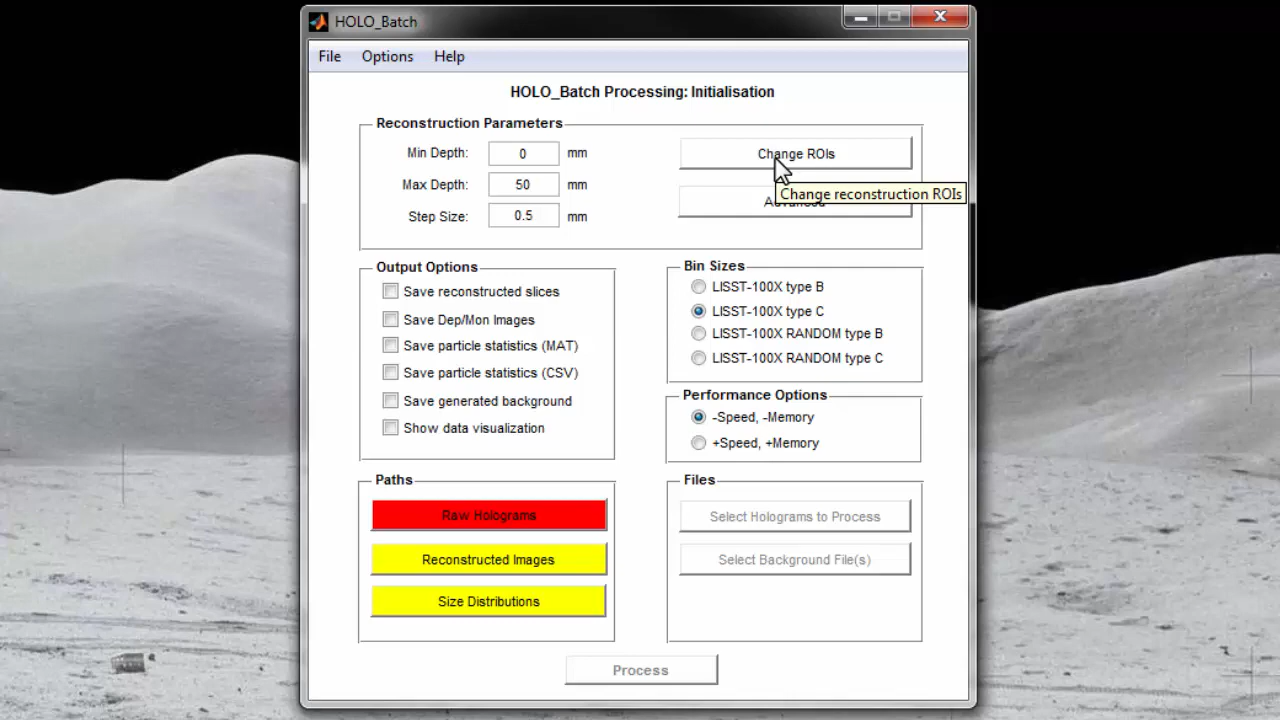 HOLO_Batch
File Options Help
HOLO_Batch Processing: Initialisation
Reconstruction Parameters
Min Depth: 0 mm
Max Depth: 50 mm
Step Size: 0.5 mm
Change ROIs
Change reconstruction ROIs
Output Options
Save reconstructed slices
Save Dep/Mon Images
Save particle statistics (MAT)
Save particle statistics (CSV)
Save generated background
Show data visualization
Bin Sizes
LISST-100X type B
LISST-100X type C
LISST-100X RANDOM type B
LISST-100X RANDOM type C
Performance Options
-Speed, -Memory
+Speed, +Memory
Paths
Raw Holograms
Reconstructed Images
Size Distributions
Files
Select Holograms to Process
Select Background File(s)
Process